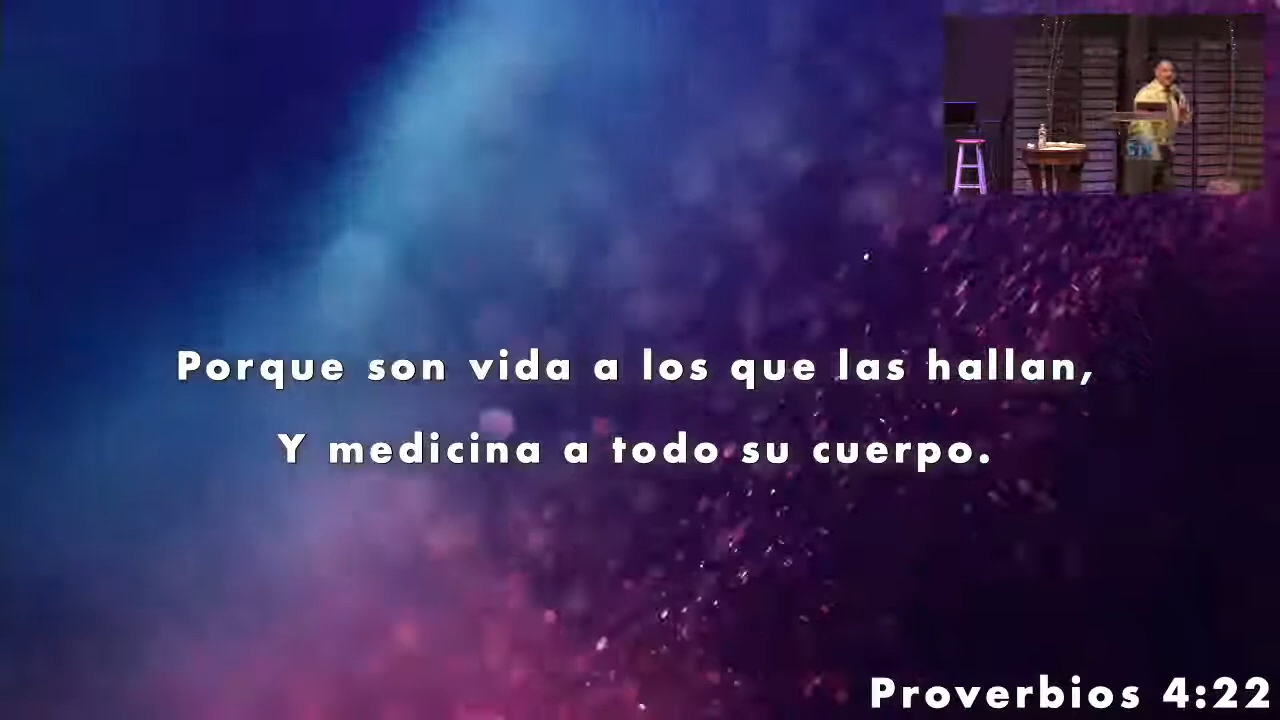 Porque son vida a los que las hallan,
Y medicina a todo su cuerpo.
Proverbios 4:22